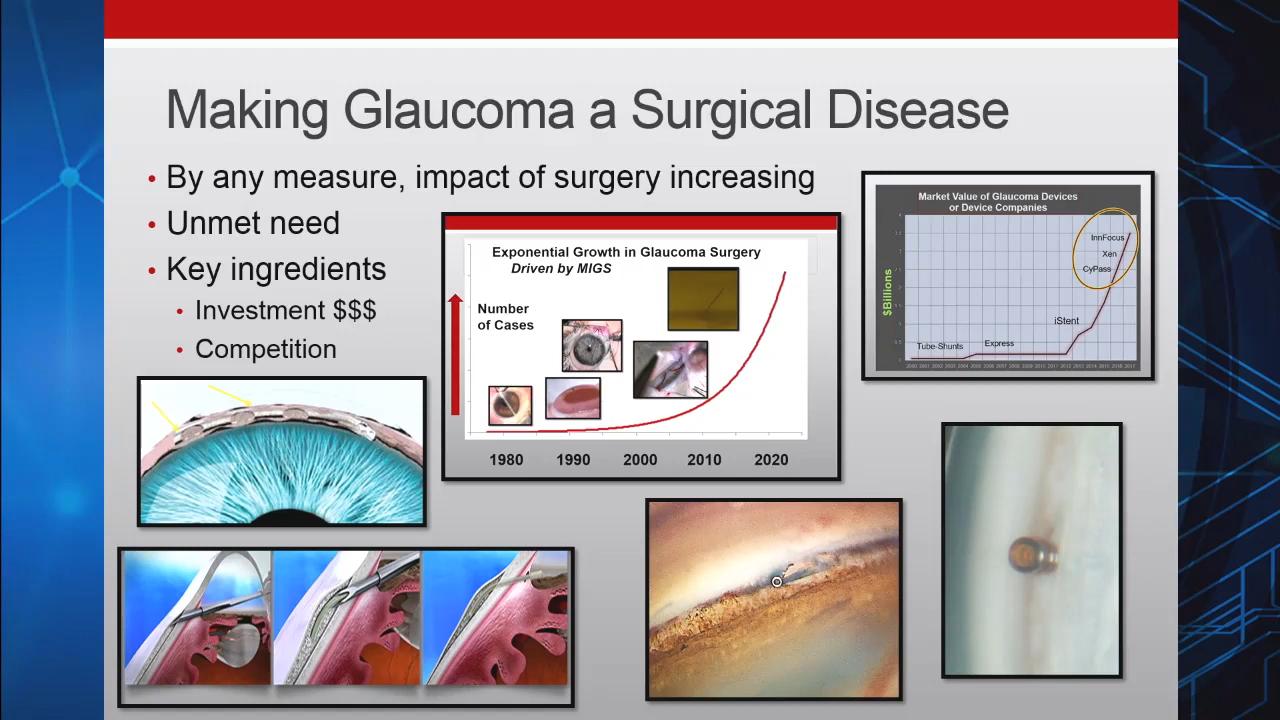 Making Glaucoma a Surgical Disease
• By any measure, impact of surgery increasing
• Unmet need
• Key ingredients
• Investment $$$
• Competition
Exponential Growth in Glaucoma Surgery
Driven by MIGS
Number
of Cases
1980 1990 2000 2010 2020
Market Value of Glaucoma Devices
or Device Companies
$Billions
InnFocus
Xen
CyPass
iStent
Express
Tube-Shunts